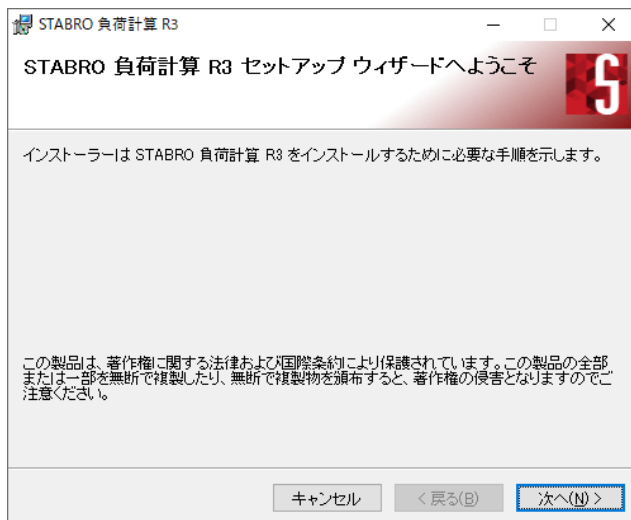 STABRO 負荷計算 R3
STABRO 負荷計算 R3 セットアップ ウィザードへようこそ
インストーラーは STABRO 負荷計算 R3 をインストールするために必要な手順を示します。
この製品は、著作権に関する法律および国際条約により保護されています。この製品の全部
または一部を無断で複製したり、無断で複製物を頒布すると、著作権の侵害となりますのでご
注意ください。
キャンセル
< 戻る(B)
次へ(N) >